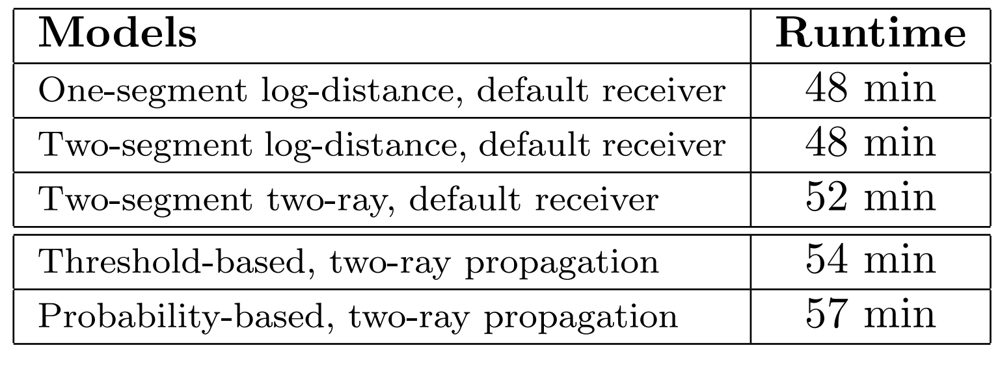 Models Runtime
One-segment log-distance, default receiver 48 min
Two-segment log-distance, default receiver 48 min
Two-segment two-ray, default receiver 52 min
Threshold-based, two-ray propagation 54 min
Probability-based, two-ray propagation 57 min